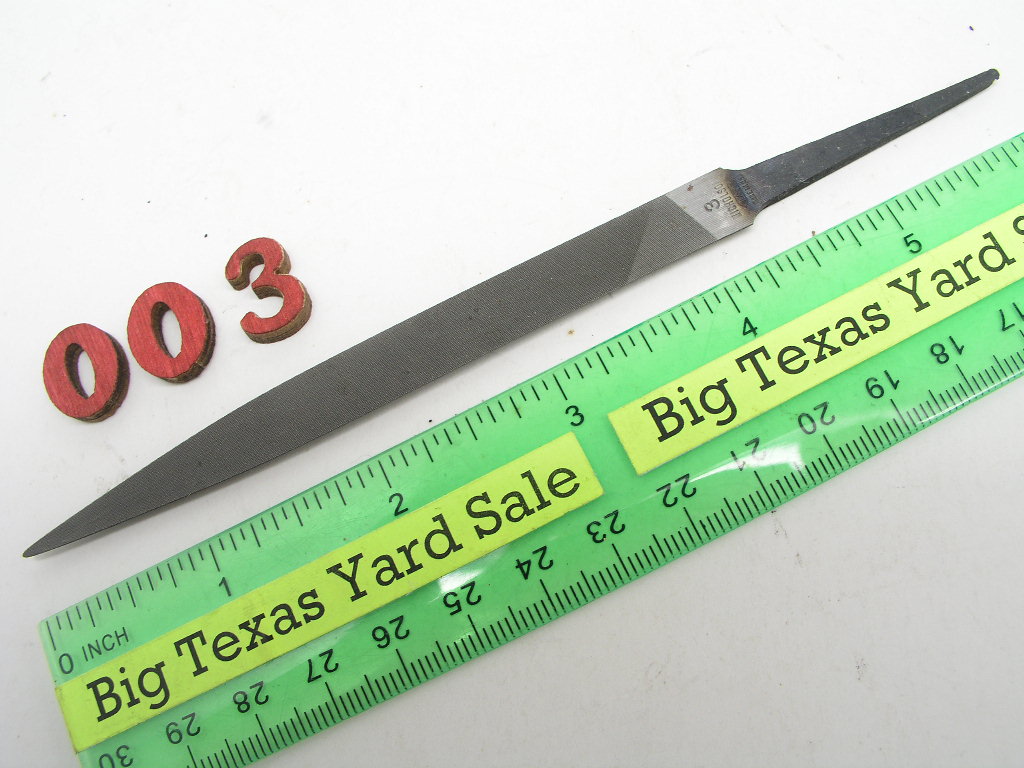 003
3
0 INCH 1 2 3 4 5
Big Texas Yard Sale
Big Texas Yard S
30 29 28 27 26 25 24 23 22 21 20 19 18 17